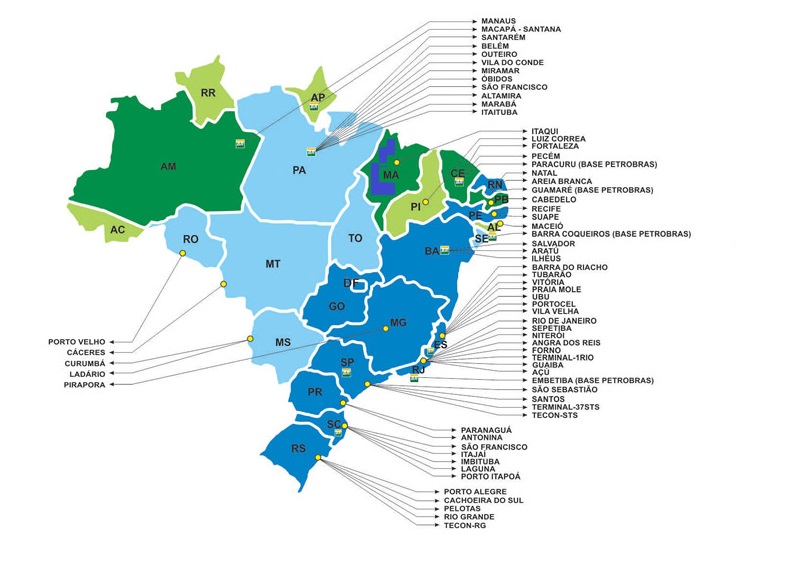 MANAUS
MACAPÁ - SANTANA
SANTARÉM
BELÉM
OUTEIRO
VILA DO CONDE
MIRAMAR
ÓBIDOS
SÃO FRANCISCO
ALTAMIRA
MARABÁ
ITAITUBA
RR
AP
AM
PA
MA
CE
RN
PB
PI
PE
AL
SE
AC
RO
TO
MT
BA
DF
GO
MG
ES
MS
SP
RJ
PR
SC
RS
ITAQUI
LUIZ CORREA
FORTALEZA
PECÉM
PARACURU (BASE PETROBRAS)
NATAL
AREIA BRANCA
GUAMARÉ (BASE PETROBRAS)
CABEDELO
RECIFE
SUAPE
MACEIÓ
BARRA COQUEIROS (BASE PETROBRAS)
SALVADOR
ARATÚ
ILHÉUS
BARRA DO RIACHO
TUBARÃO
VITÓRIA
PRAIA MOLE
UBU
PORTOCEL
VILA VELHA
RIO DE JANEIRO
SEPETIBA
NITERÓI
ANGRA DOS REIS
FORNO
TERMINAL-1RIO
GUAIBA
AÇÚ
EMBETIBA (BASE PETROBRAS)
SÃO SEBASTIÃO
SANTOS
TERMINAL-37STS
TECON-STS
PORTO VELHO
CÁCERES
CURUMBÁ
LADÁRIO
PIRAPORA
PARANAGUÁ
ANTONINA
SÃO FRANCISCO
ITAJAÍ
IMBITUBA
LAGUNA
PORTO ITAPOÁ
PORTO ALEGRE
CACHOEIRA DO SUL
PELOTAS
RIO GRANDE
TECON-RG